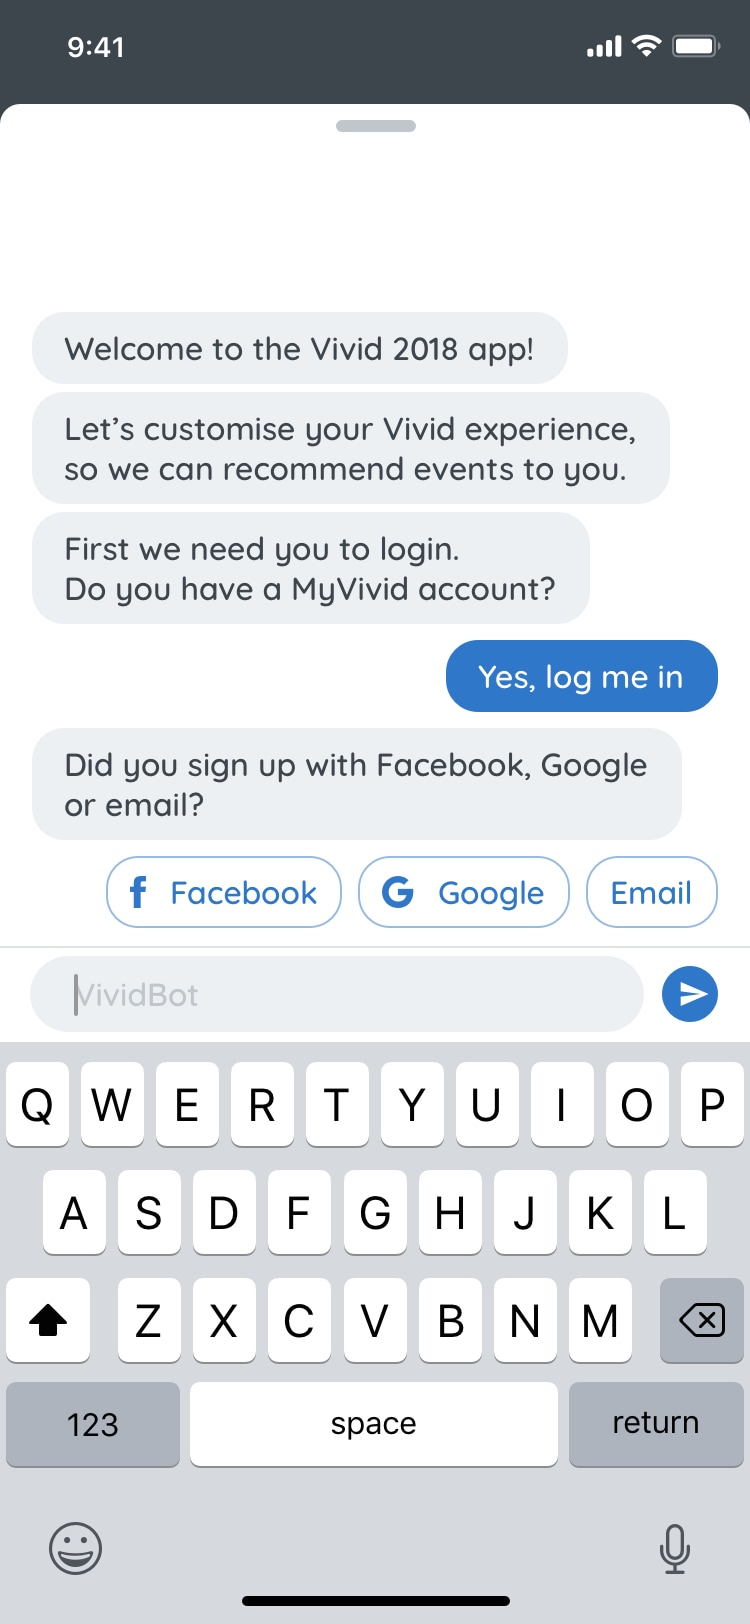 9:41
Welcome to the Vivid 2018 app!
Let’s customise your Vivid experience,
so we can recommend events to you.
First we need you to login.
Do you have a MyVivid account?
Yes, log me in
Did you sign up with Facebook, Google
or email?
f Facebook G Google Email
VividBot
Q W E R T Y U I O P
A S D F G H J K L
Z X C V B N M
123 space return